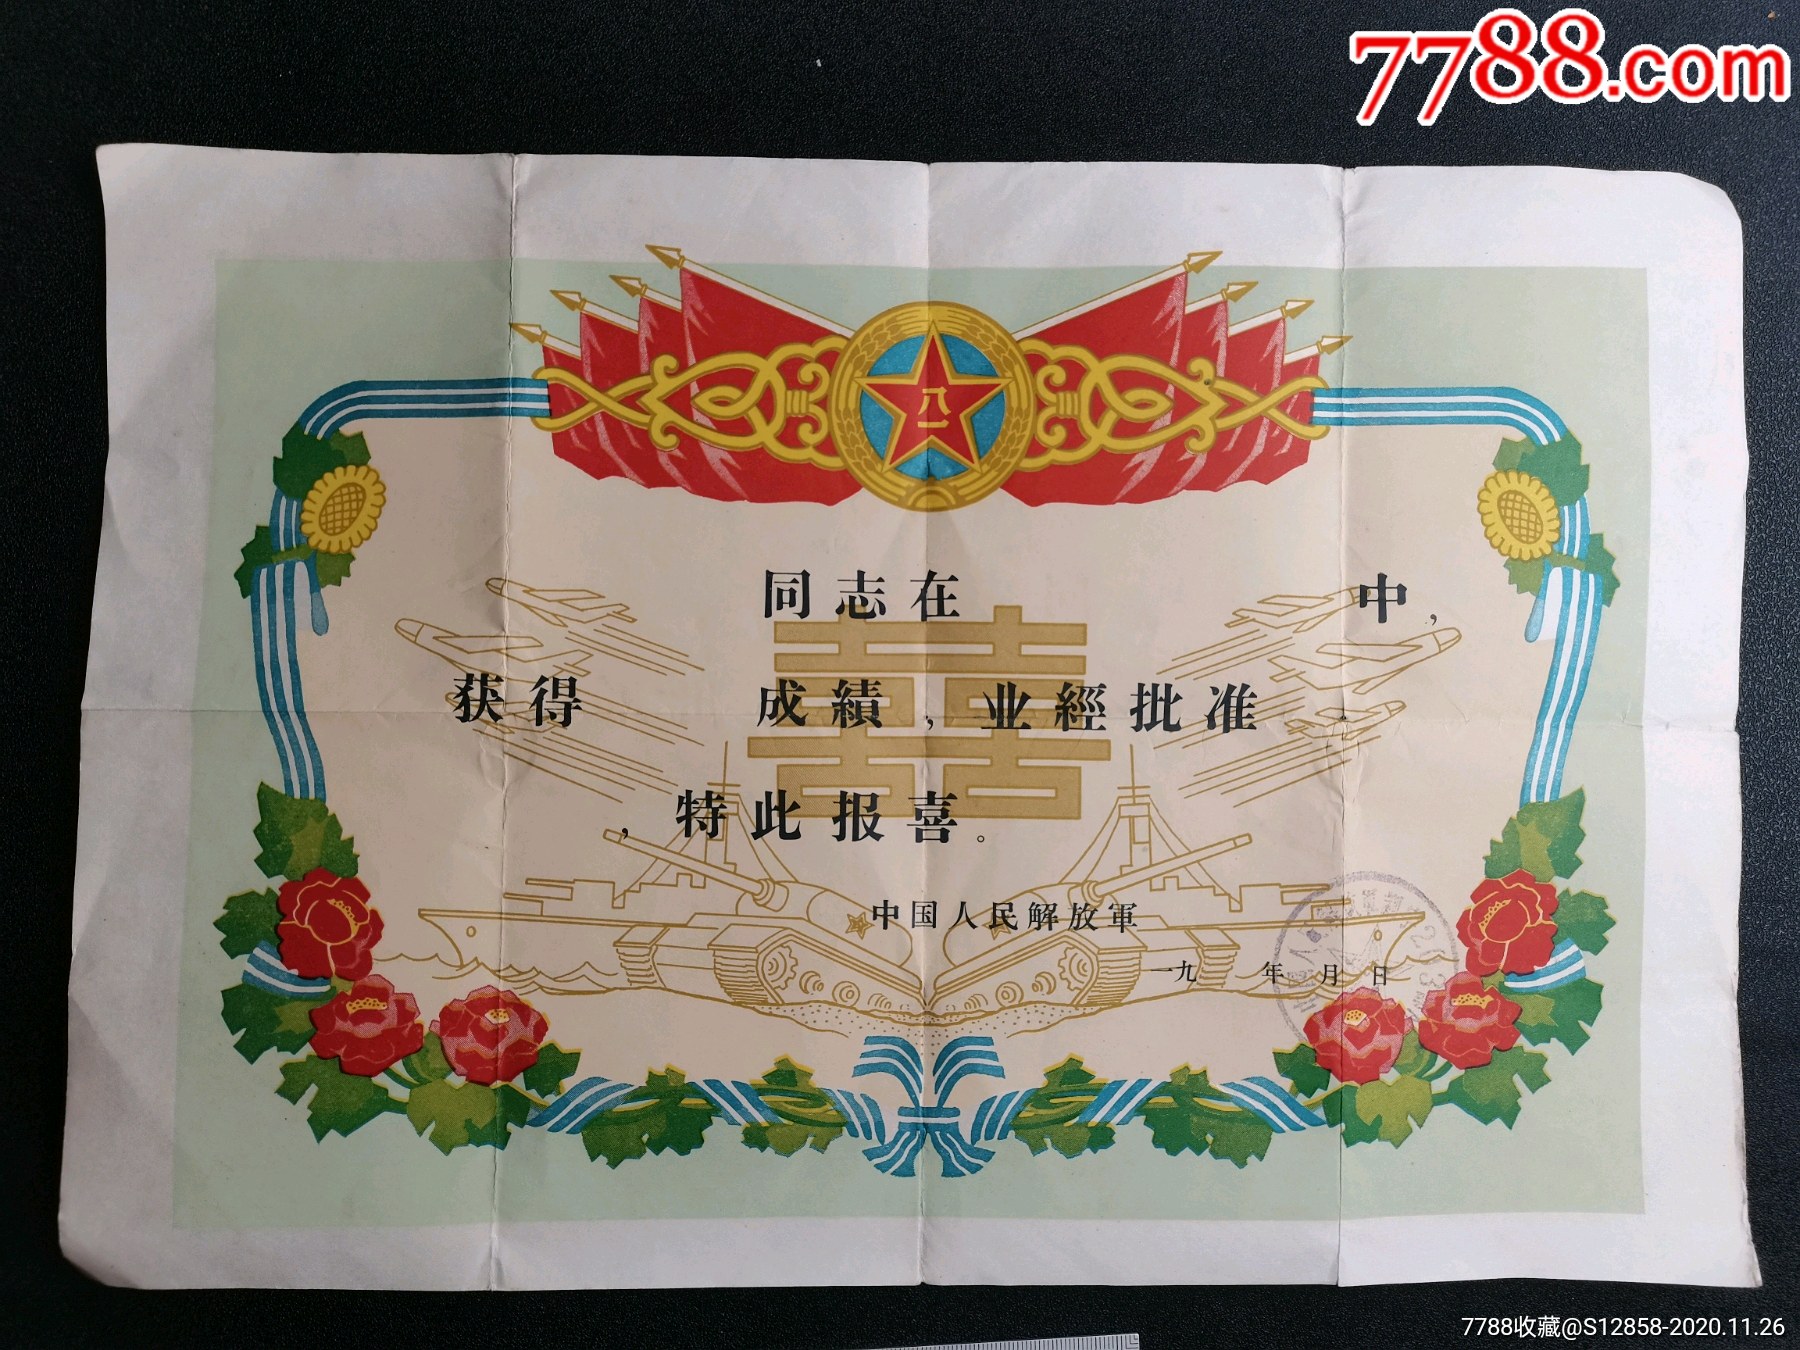 7788.com
八一
同志在 中，
获得 成績，业經批准
，特此报喜。
中国人民解放軍
一九 年 月 日
7788收藏@S12858-2020.11.26